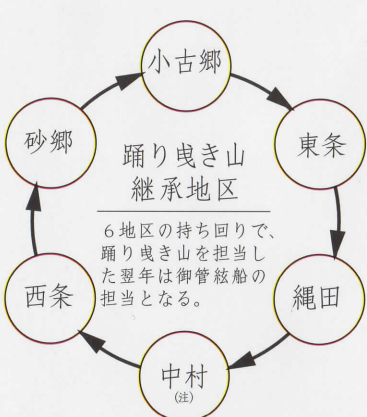 小古郷
東条
縄田
中村
(注)
西条
砂郷
踊り曳き山
継承地区
6地区の持ち回りで、
踊り曳き山を担当し
た翌年は御管絃船の
担当となる。